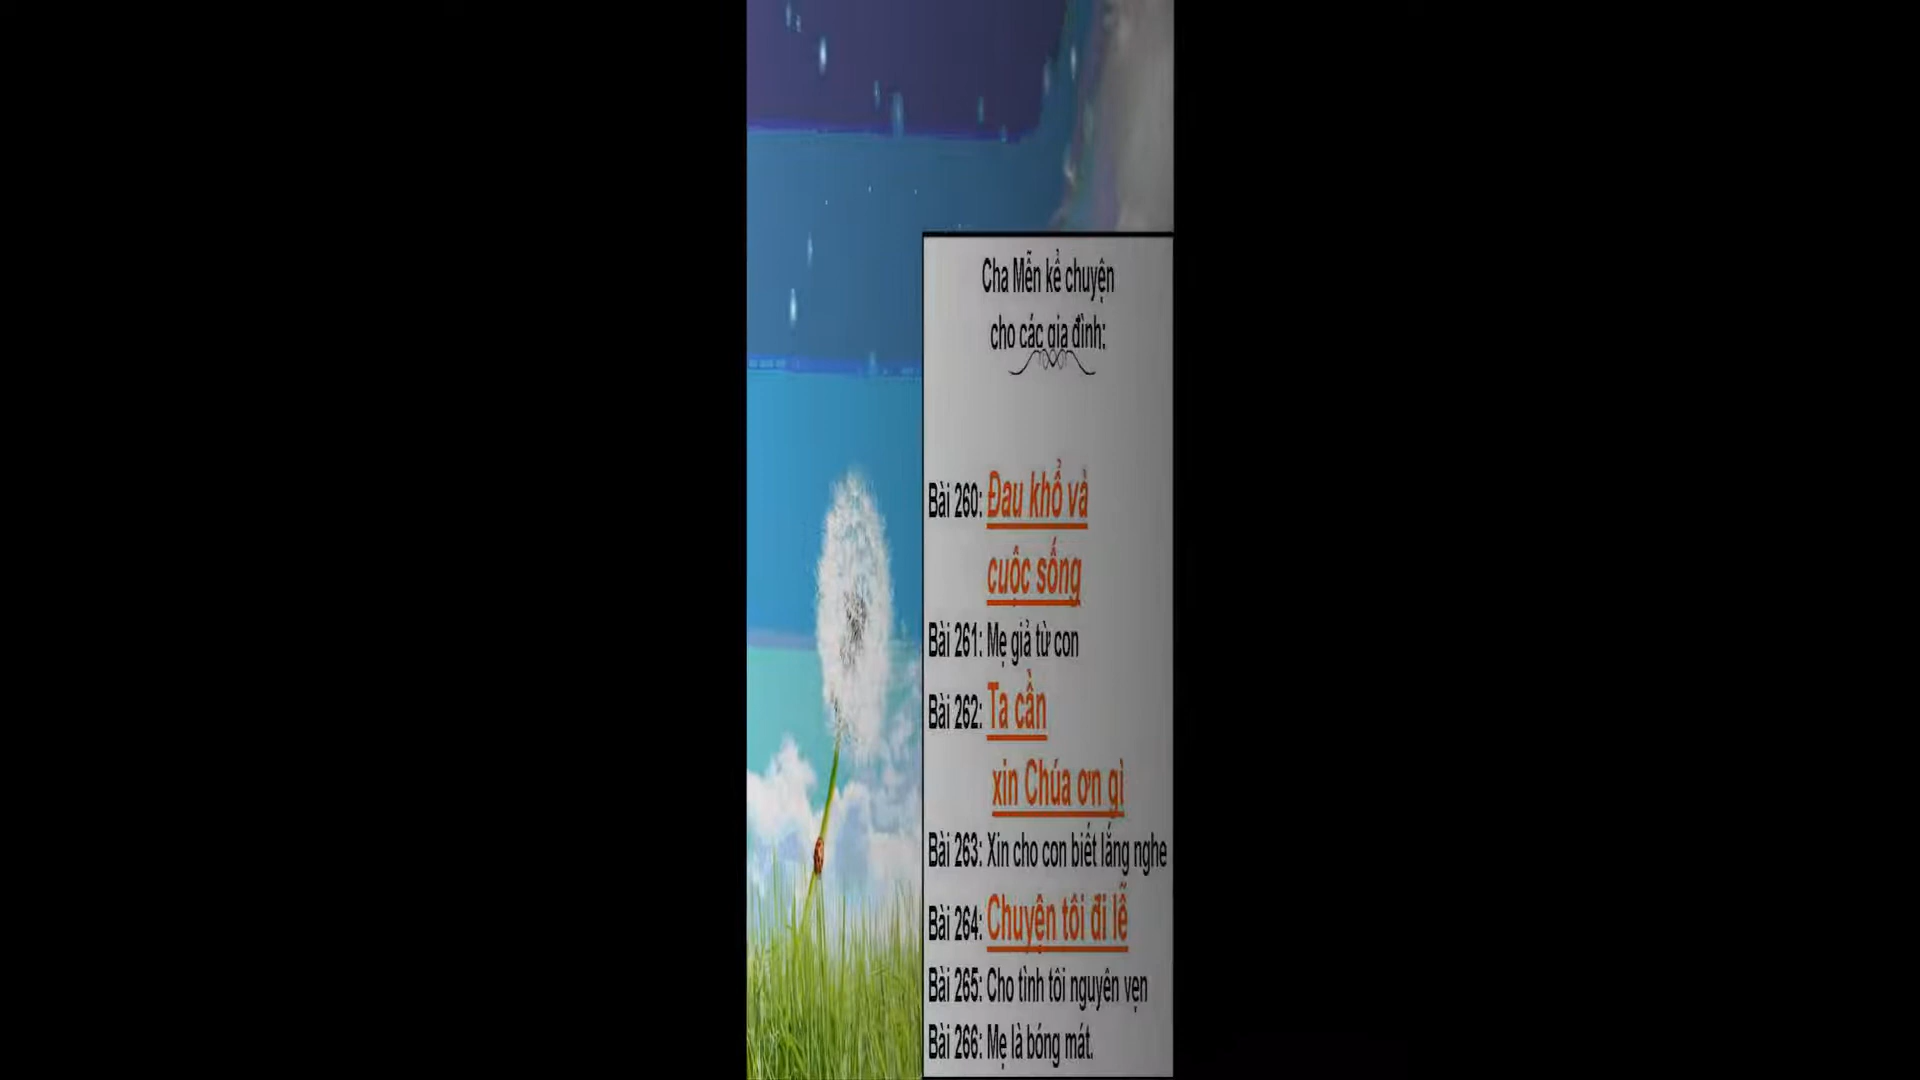 Cha Mễn kể chuyện
cho các gia đình:
Bài 260: Đau khổ và
cuộc sống
Bài 261: Mẹ giả từ con
Bài 262: Ta cần
xin Chúa ơn gì
Bài 263: Xin cho con biết lắng nghe
Bài 264: Chuyện tôi đi lễ
Bài 265: Cho tình tôi nguyên vẹn
Bài 266: Mẹ là bóng mát.